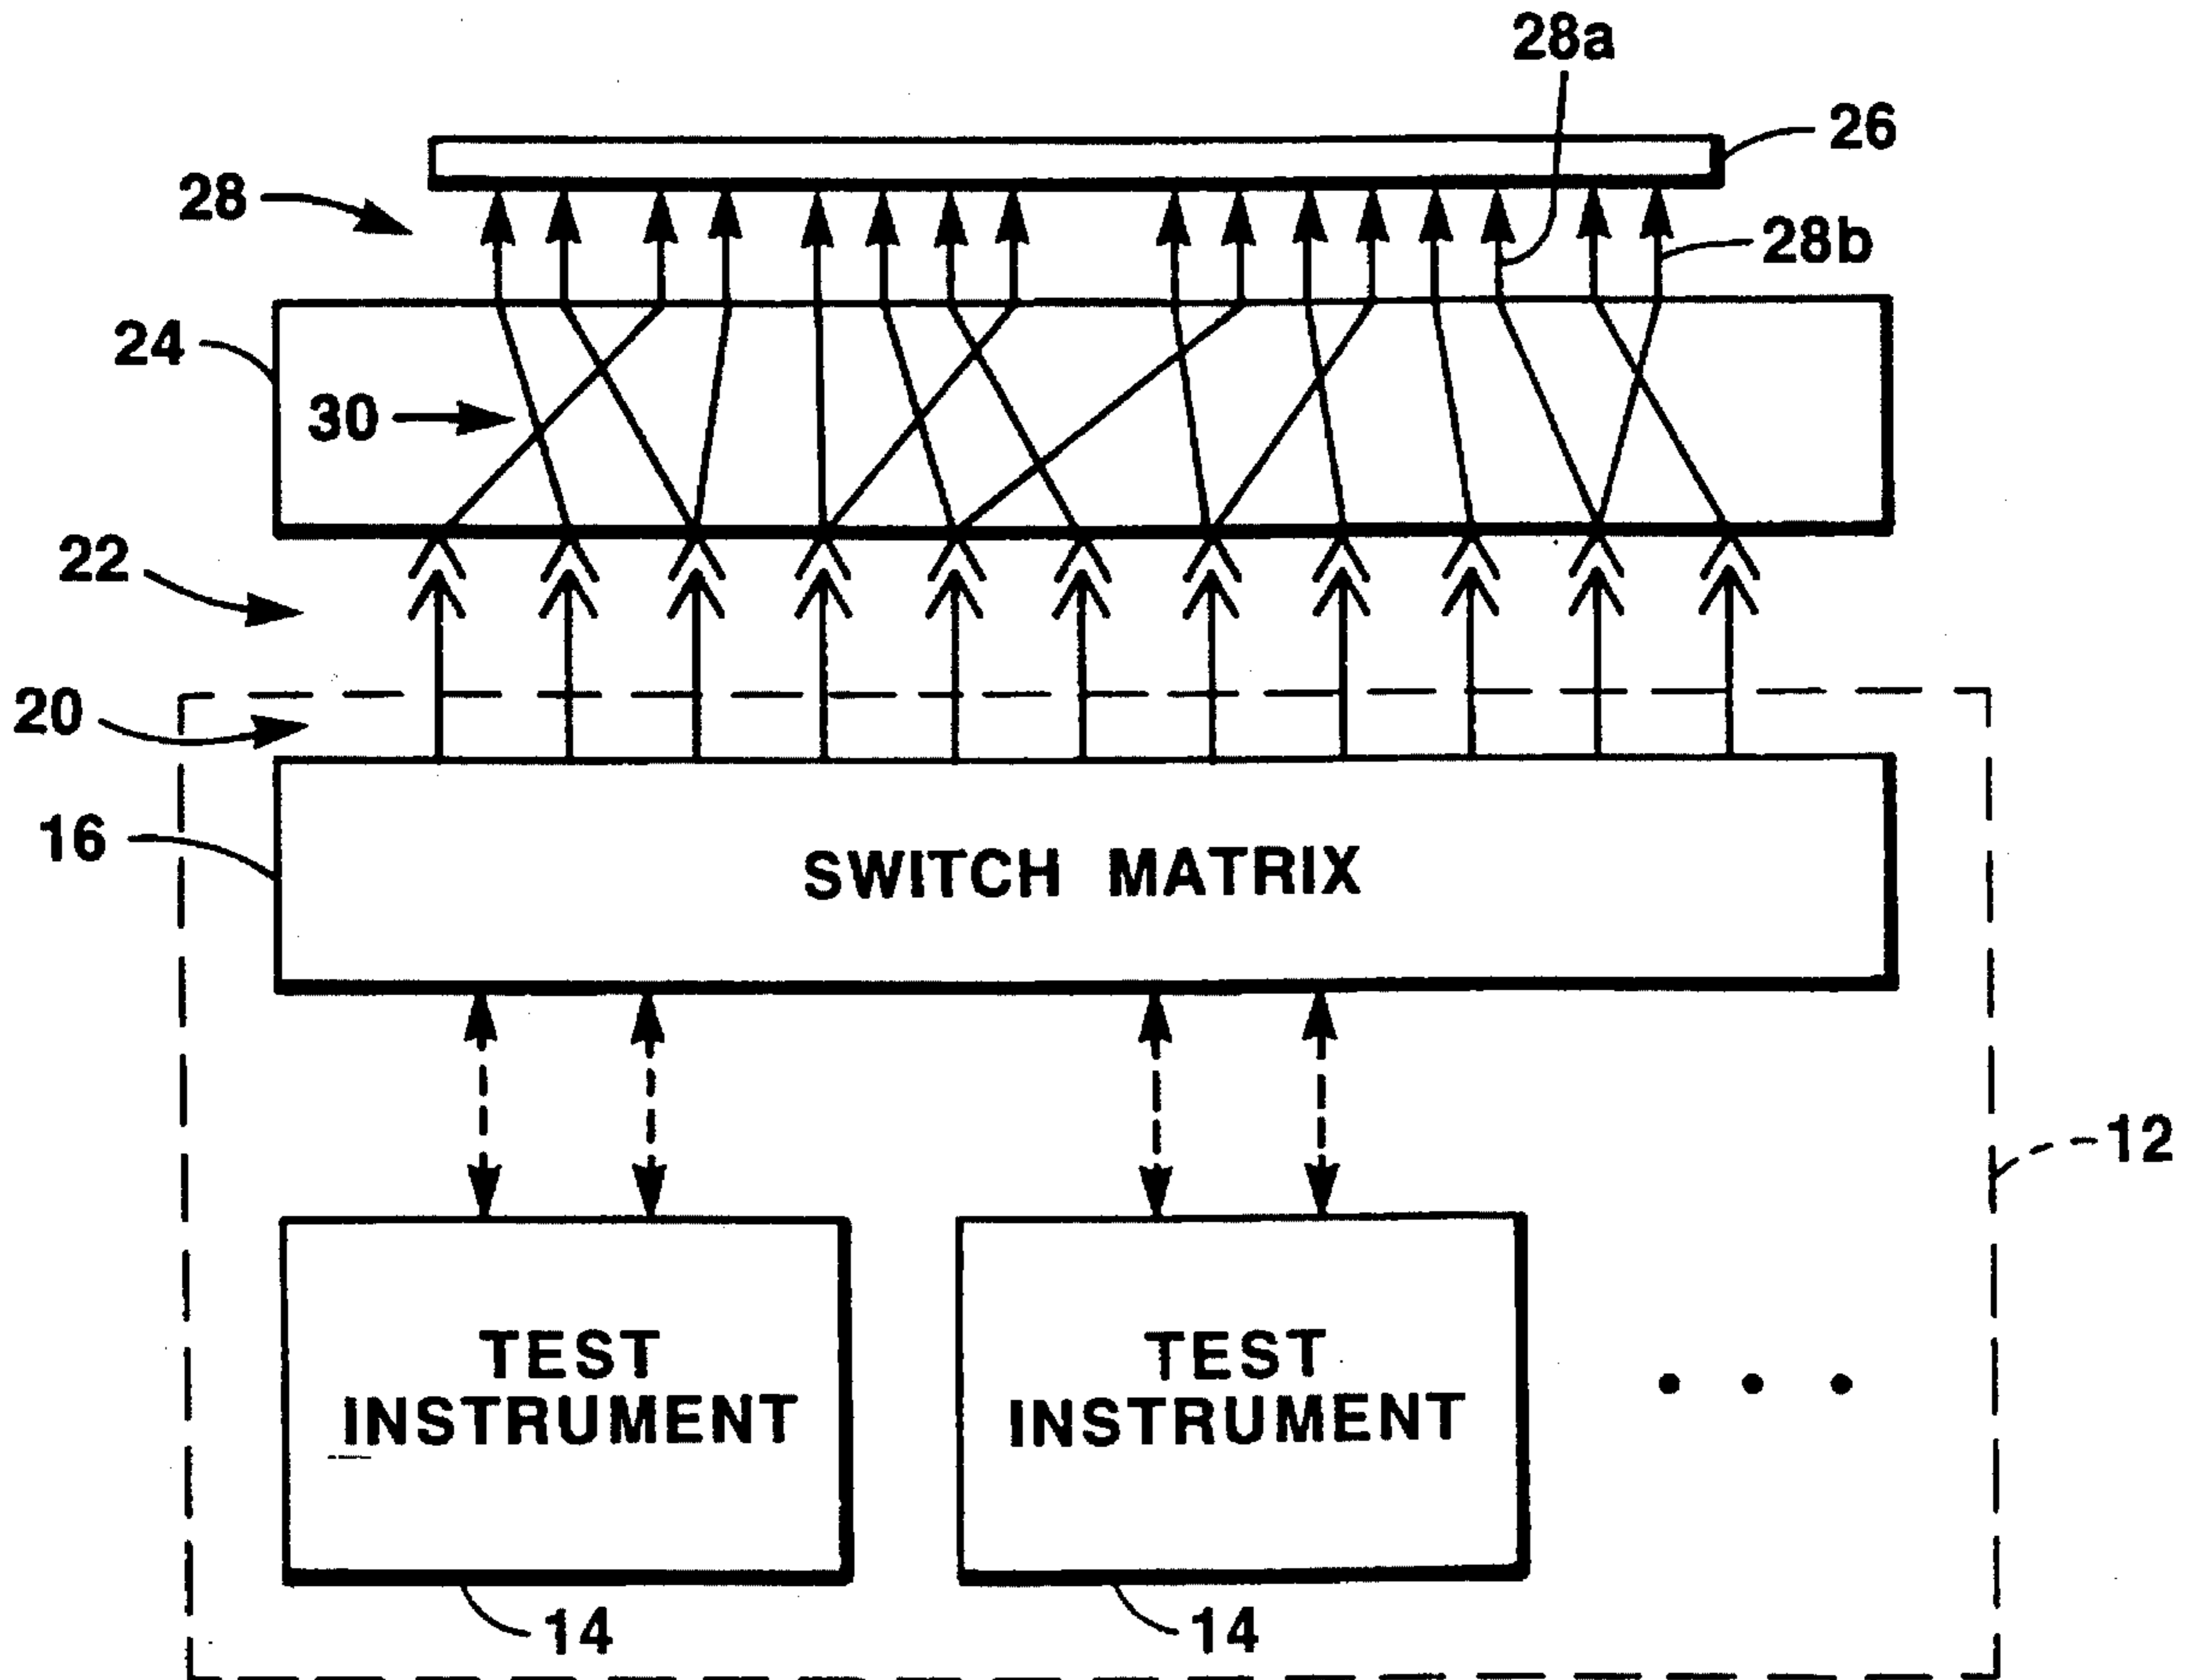 28a
26
28
28b
24
30
22
20
16
SWITCH MATRIX
12
TEST
INSTRUMENT
TEST
INSTRUMENT
• • •
14
14